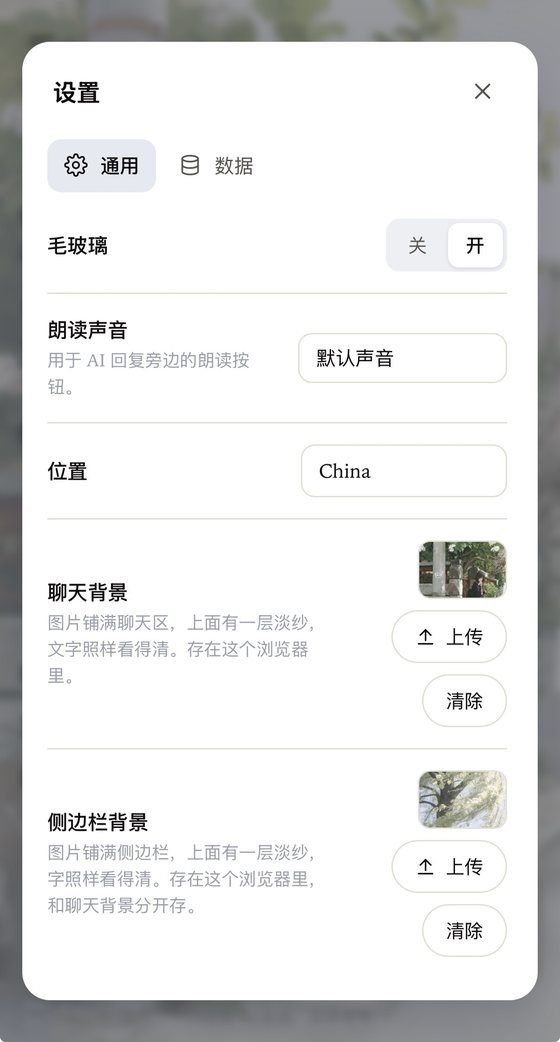 设置
通用
数据
毛玻璃
关
开
朗读声音
用于 AI 回复旁边的朗读按
钮。
默认声音
位置
China
聊天背景
图片铺满聊天区，上面有一层淡纱，
文字照样看得清。存在这个浏览器
里。
上传
清除
侧边栏背景
图片铺满侧边栏，上面有一层淡纱，
字照样看得清。存在这个浏览器里，
和聊天背景分开存。
上传
清除